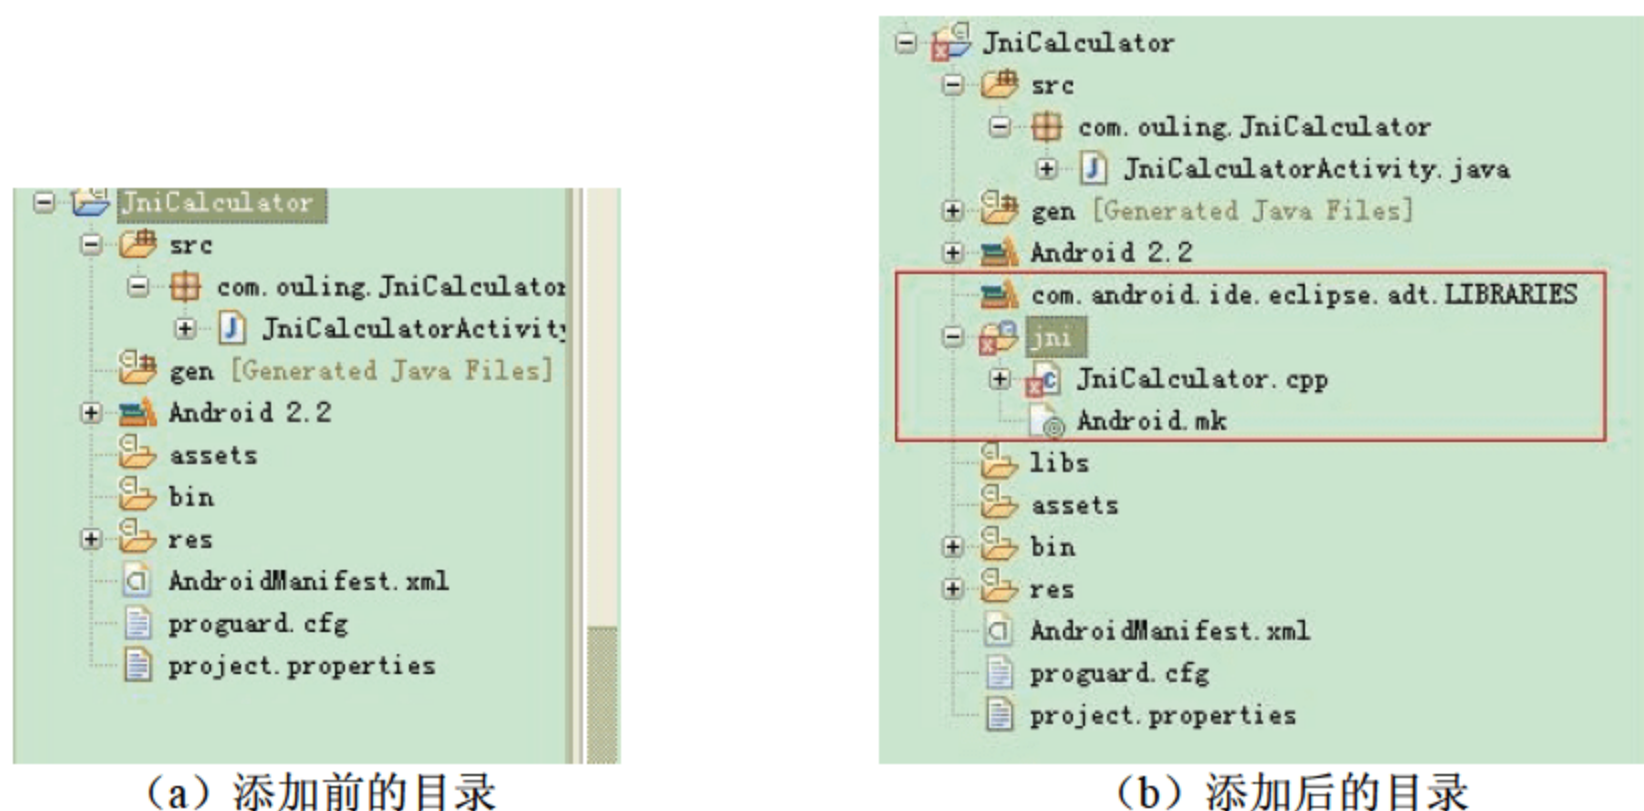 JniCalculator
src
com.ouling.JniCalculator
JniCalculatorActivity
gen [Generated Java Files]
Android 2.2
assets
bin
res
AndroidManifest.xml
proguard.cfg
project.properties
（a）添加前的目录
JniCalculator
src
com.ouling.JniCalculator
JniCalculatorActivity.java
gen [Generated Java Files]
Android 2.2
com.android.ide.eclipse.adt.LIBRARIES
jni
JniCalculator.cpp
Android.mk
libs
assets
bin
res
AndroidManifest.xml
proguard.cfg
project.properties
（b）添加后的目录